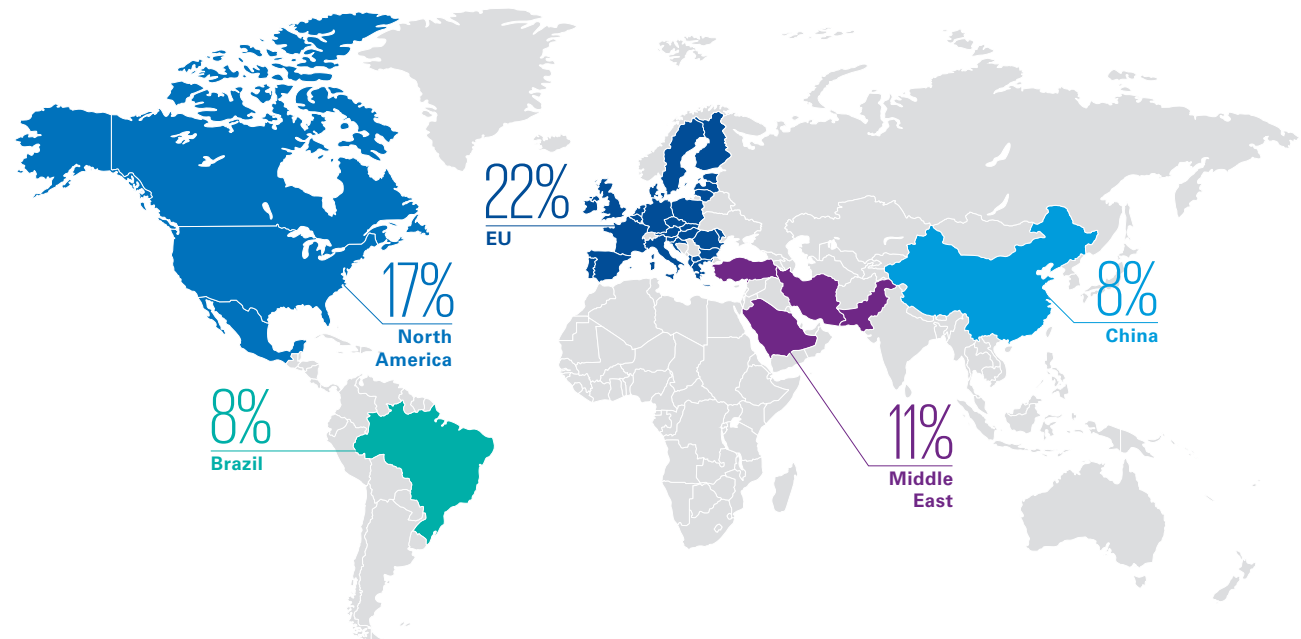 22%
EU
17%
North
America
8%
China
8%
Brazil
11%
Middle
East